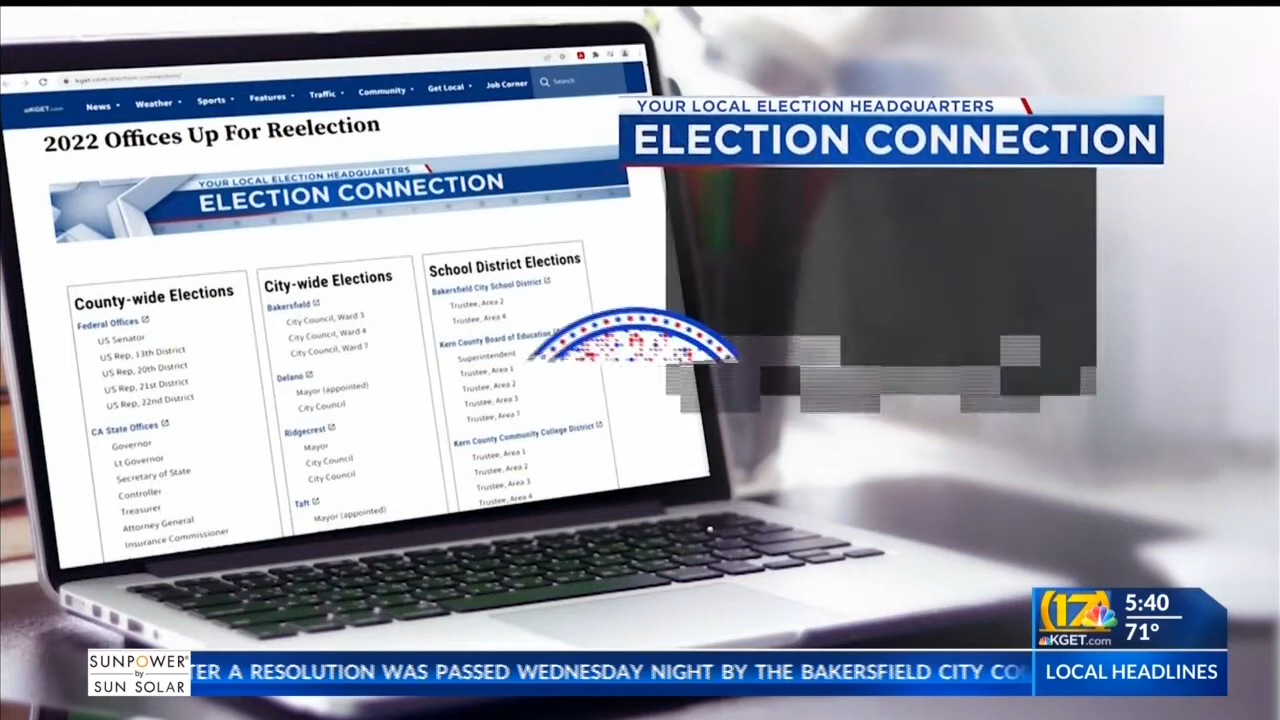 kget.com/election-connection/
KGET.com
News
Weather
Sports
Features
Traffic
Community
Get Local
Job Corner
Search
2022 Offices Up For Reelection
YOUR LOCAL ELECTION HEADQUARTERS
ELECTION CONNECTION
County-wide Elections
Federal Offices
US Senator
US Rep, 13th District
US Rep, 20th District
US Rep, 21st District
US Rep, 22nd District
CA State Offices
Governor
Lt Governor
Secretary of State
Controller
Treasurer
Attorney General
Insurance Commissioner
City-wide Elections
Bakersfield
City Council, Ward 3
City Council, Ward 4
City Council, Ward 7
Delano
Mayor (appointed)
City Council
Ridgecrest
Mayor
City Council
City Council
Taft
Mayor (appointed)
School District Elections
Bakersfield City School District
Trustee, Area 2
Trustee, Area 4
Kern County Board of Education
Superintendent
Trustee, Area 1
Trustee, Area 2
Trustee, Area 3
Trustee, Area 7
Kern County Community College District
Trustee, Area 1
Trustee, Area 2
Trustee, Area 3
Trustee, Area 4
YOUR LOCAL ELECTION HEADQUARTERS
ELECTION CONNECTION
17
KGET.com
5:40
71°
SUNPOWER®
by
SUN SOLAR
TER A RESOLUTION WAS PASSED WEDNESDAY NIGHT BY THE BAKERSFIELD CITY CO
LOCAL HEADLINES